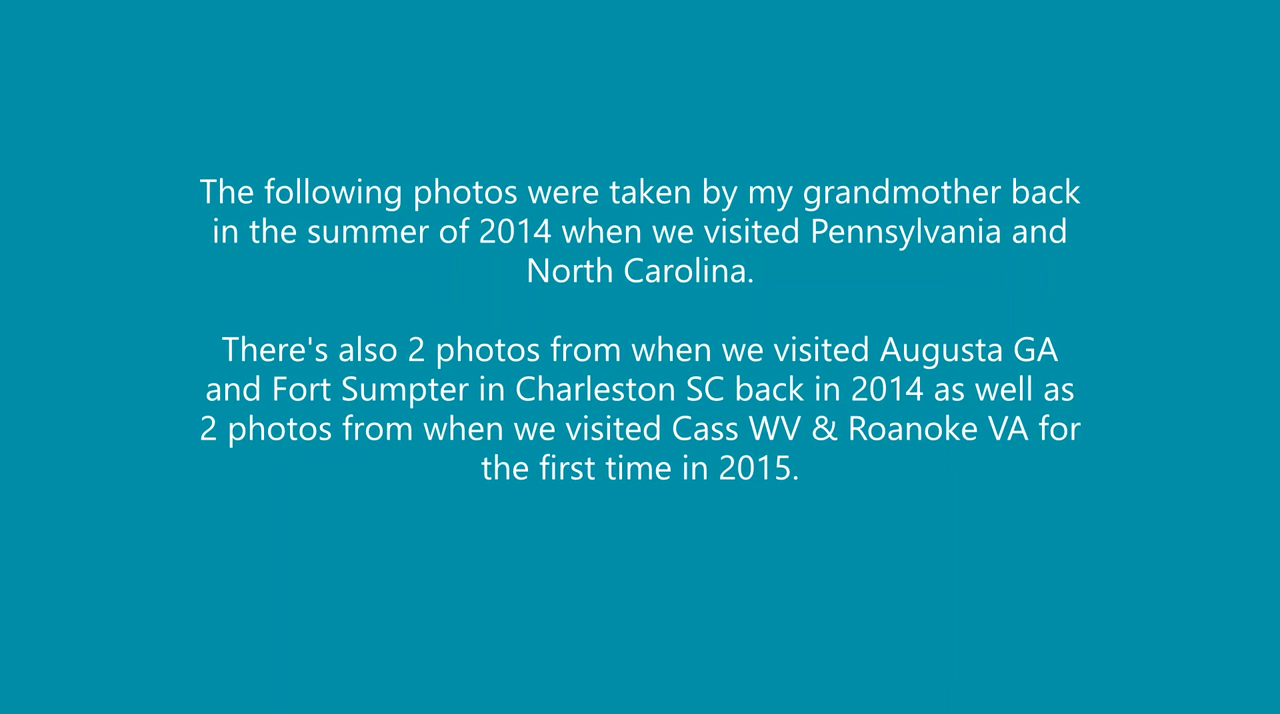 The following photos were taken by my grandmother back
in the summer of 2014 when we visited Pennsylvania and
North Carolina.
There's also 2 photos from when we visited Augusta GA
and Fort Sumpter in Charleston SC back in 2014 as well as
2 photos from when we visited Cass WV & Roanoke VA for
the first time in 2015.